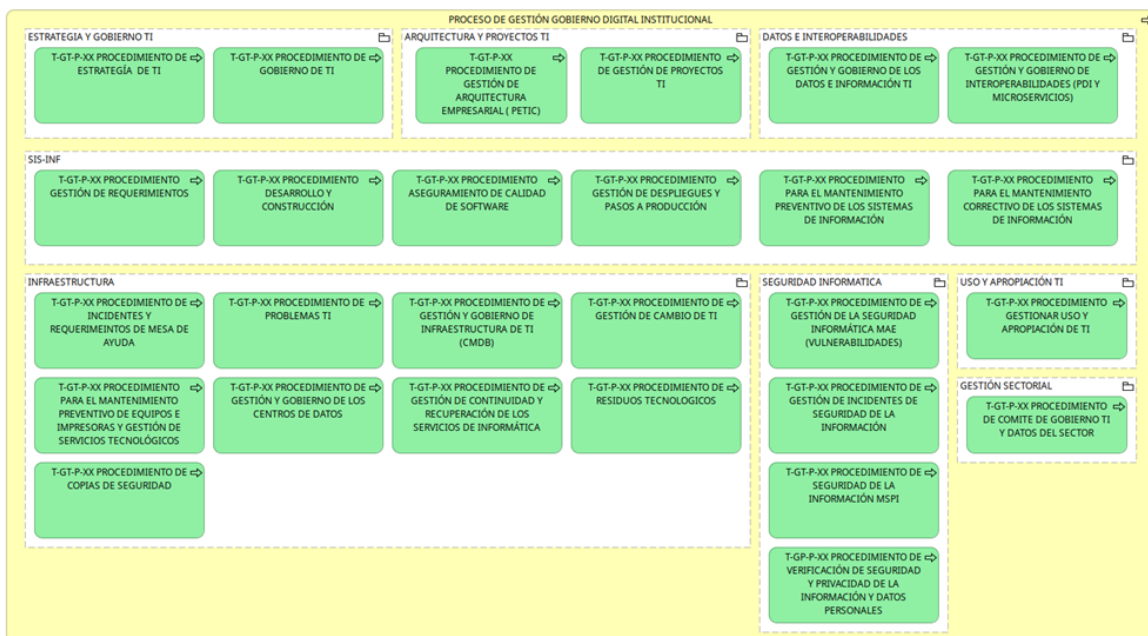 PROCESO DE GESTIÓN GOBIERNO DIGITAL INSTITUCIONAL
ESTRATEGIA Y GOBIERNO TI
T-GT-P-XX PROCEDIMIENTO DE
ESTRATEGÍA DE TI
T-GT-P-XX PROCEDIMIENTO DE
GOBIERNO DE TI
ARQUITECTURA Y PROYECTOS TI
T-GT-P-XX
PROCEDIMIENTO DE
GESTIÓN DE
ARQUITECTURA
EMPRESARIAL ( PETIC)
T-GT-P-XX PROCEDIMIENTO
DE GESTIÓN DE PROYECTOS
TI
DATOS E INTEROPERABILIDADES
T-GT-P-XX PROCEDIMIENTO DE
GESTIÓN Y GOBIERNO DE LOS
DATOS E INFORMACIÓN TI
T-GT-P-XX PROCEDIMIENTO DE
GESTIÓN Y GOBIERNO DE
INTEROPERABILIDADES (PDI Y
MICROSERVICIOS)
SIS-INF
T-GT-P-XX PROCEDIMIENTO
GESTIÓN DE REQUERIMIENTOS
T-GT-P-XX PROCEDIMIENTO
DESARROLLO Y
CONSTRUCCIÓN
T-GT-P-XX PROCEDIMIENTO
ASEGURAMIENTO DE CALIDAD
DE SOFTWARE
T-GT-P-XX PROCEDIMIENTO
GESTIÓN DE DESPLIEGUES Y
PASOS A PRODUCCIÓN
T-GT-P-XX PROCEDIMIENTO
PARA EL MANTENIMIENTO
PREVENTIVO DE LOS SISTEMAS
DE INFORMACIÓN
T-GT-P-XX PROCEDIMIENTO
PARA EL MANTENIMIENTO
CORRECTIVO DE LOS SISTEMAS
DE INFORMACIÓN
INFRAESTRUCTURA
T-GT-P-XX PROCEDIMIENTO DE
INCIDENTES Y
REQUERIMEINTOS DE MESA DE
AYUDA
T-GT-P-XX PROCEDIMIENTO DE
PROBLEMAS TI
T-GT-P-XX PROCEDIMIENTO DE
GESTIÓN Y GOBIERNO DE
INFRAESTRUCTURA DE TI
(CMDB)
T-GT-P-XX PROCEDIMIENTO DE
GESTIÓN DE CAMBIO DE TI
T-GT-P-XX PROCEDIMIENTO
PARA EL MANTENIMIENTO
PREVENTIVO DE EQUIPOS E
IMPRESORAS Y GESTIÓN DE
SERVICIOS TECNOLÓGICOS
T-GT-P-XX PROCEDIMIENTO DE
GESTIÓN Y GOBIERNO DE LOS
CENTROS DE DATOS
T-GT-P-XX PROCEDIMIENTO DE
GESTIÓN DE CONTINUIDAD Y
RECUPERACIÓN DE LOS
SERVICIOS DE INFORMÁTICA
T-GT-P-XX PROCEDIMIENTO DE
RESIDUOS TECNOLOGICOS
T-GT-P-XX PROCEDIMIENTO DE
COPIAS DE SEGURIDAD
SEGURIDAD INFORMATICA
T-GT-P-XX PROCEDIMIENTO DE
GESTIÓN DE LA SEGURIDAD
INFORMÁTICA MAE
(VULNERABILIDADES)
T-GT-P-XX PROCEDIMIENTO DE
GESTIÓN DE INCIDENTES DE
SEGURIDAD DE LA
INFORMACIÓN
T-GT-P-XX PROCEDIMIENTO DE
SEGURIDAD DE LA
INFORMACIÓN MSPI
T-GP-P-XX PROCEDIMIENTO DE
VERIFICACIÓN DE SEGURIDAD
Y PRIVACIDAD DE LA
INFORMACIÓN Y DATOS
PERSONALES
USO Y APROPIACIÓN TI
T-GT-P-XX PROCEDIMIENTO
GESTIONAR USO Y
APROPIACIÓN DE TI
GESTIÓN SECTORIAL
T-GT-P-XX PROCEDIMIENTO
DE COMITE DE GOBIERNO TI
Y DATOS DEL SECTOR